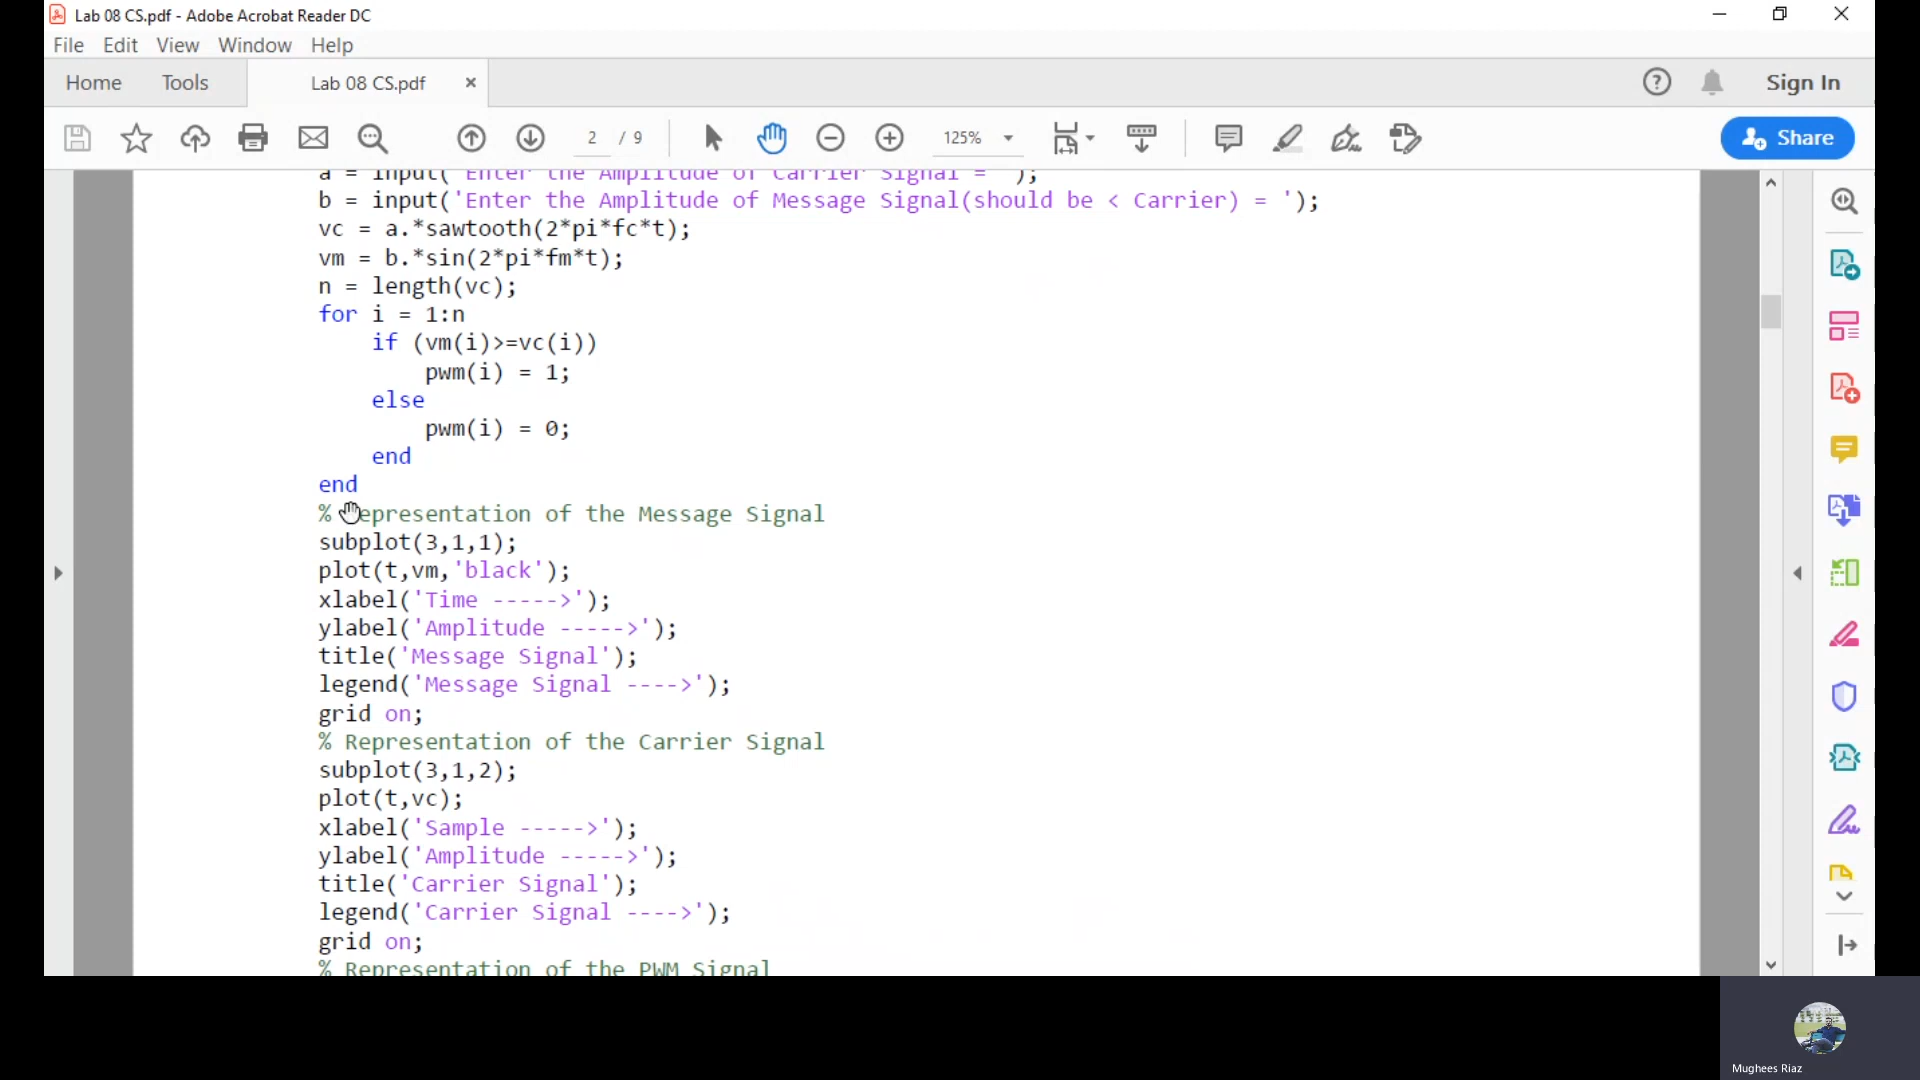 Lab 08 CS.pdf - Adobe Acrobat Reader DC
File Edit View Window Help
Home Tools Lab 08 CS.pdf × Sign In
2 / 9 125% Share
a = input('Enter the Amplitude of Carrier Signal = ');
b = input('Enter the Amplitude of Message Signal(should be < Carrier) = ');
vc = a.*sawtooth(2*pi*fc*t);
vm = b.*sin(2*pi*fm*t);
n = length(vc);
for i = 1:n
if (vm(i)>=vc(i))
pwm(i) = 1;
else
pwm(i) = 0;
end
end
% Representation of the Message Signal
subplot(3,1,1);
plot(t,vm,'black');
xlabel('Time ----->');
ylabel('Amplitude ----->');
title('Message Signal');
legend('Message Signal ---->');
grid on;
% Representation of the Carrier Signal
subplot(3,1,2);
plot(t,vc);
xlabel('Sample ----->');
ylabel('Amplitude ----->');
title('Carrier Signal');
legend('Carrier Signal ---->');
grid on;
% Representation of the PWM Signal
Mughees Riaz